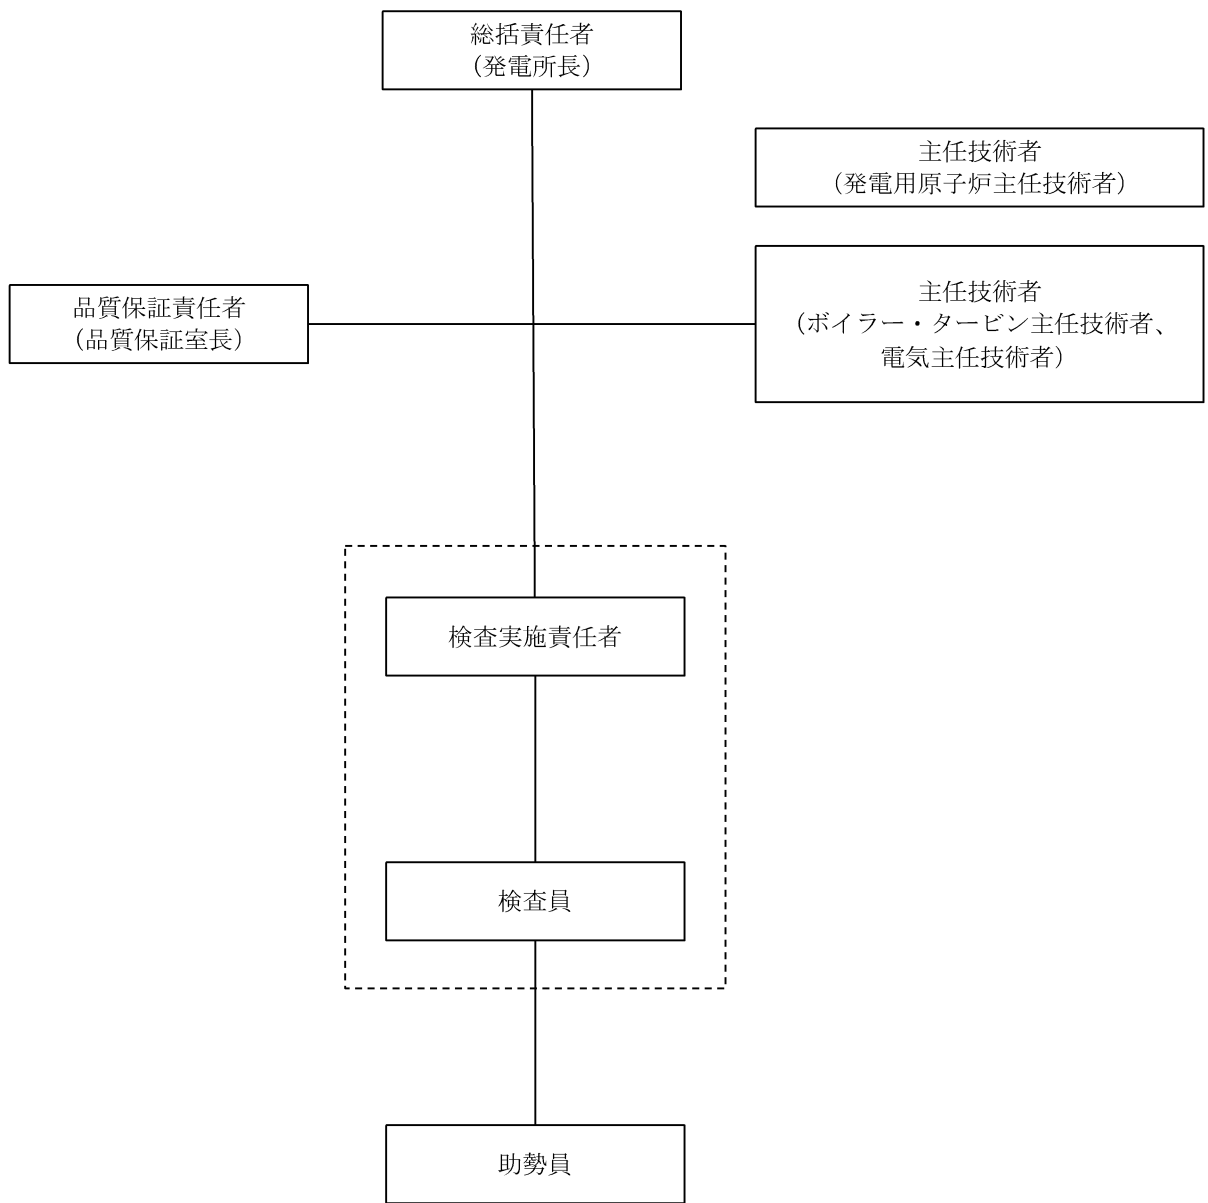 総括責任者
（発電所長）
主任技術者
（発電用原子炉主任技術者）
品質保証責任者
（品質保証室長）
主任技術者
（ボイラー・タービン主任技術者、
電気主任技術者）
検査実施責任者
検査員
助勢員